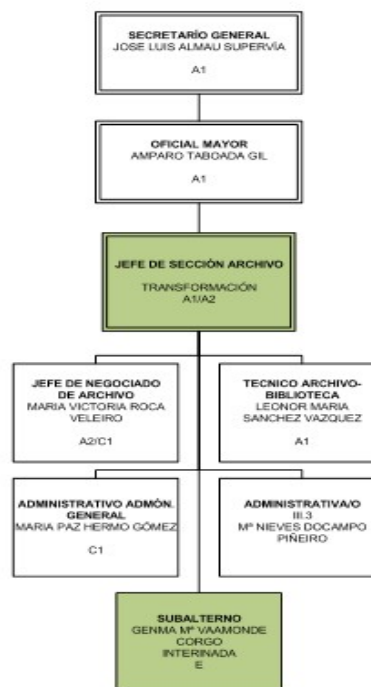 SECRETARÍO GENERAL
JOSE LUIS ALMAU SUPERVÍA
A1
OFICIAL MAYOR
AMPARO TABOADA GIL
A1
JEFE DE SECCIÓN ARCHIVO
TRANSFORMACIÓN
A1/A2
JEFE DE NEGOCIADO
DE ARCHIVO
MARIA VICTORIA ROCA
VELEIRO
A2/C1
TECNICO ARCHIVO-
BIBLIOTECA
LEONOR MARIA
SANCHEZ VAZQUEZ
A1
ADMINISTRATIVO ADMÓN.
GENERAL
MARIA PAZ HERMO GÓMEZ
C1
ADMINISTRATIVA/O
III.3
Mª NIEVES DOCAMPO
PIÑEIRO
SUBALTERNO
GENMA Mª VAAMONDE
CORGO
INTERINADA
E